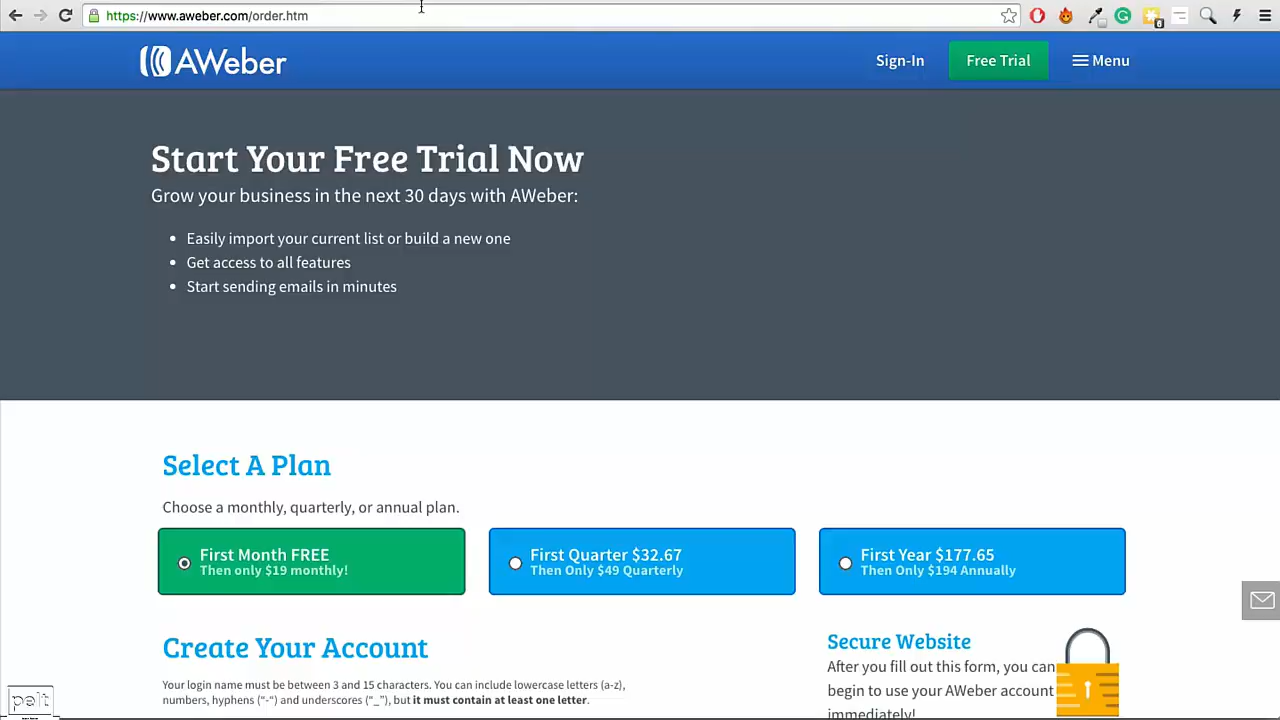 https://www.aweber.com/order.htm
6
AWeber
Sign-In
Free Trial
Menu
Start Your Free Trial Now
Grow your business in the next 30 days with AWeber:
Easily import your current list or build a new one
Get access to all features
Start sending emails in minutes
Select A Plan
Choose a monthly, quarterly, or annual plan.
First Month FREE
Then only $19 monthly!
First Quarter $32.67
Then Only $49 Quarterly
First Year $177.65
Then Only $194 Annually
Create Your Account
Your login name must be between 3 and 15 characters. You can include lowercase letters (a-z),
numbers, hyphens (“-“) and underscores (“_”), but it must contain at least one letter.
Secure Website
After you fill out this form, you can
begin to use your AWeber account
immediately!
pelt